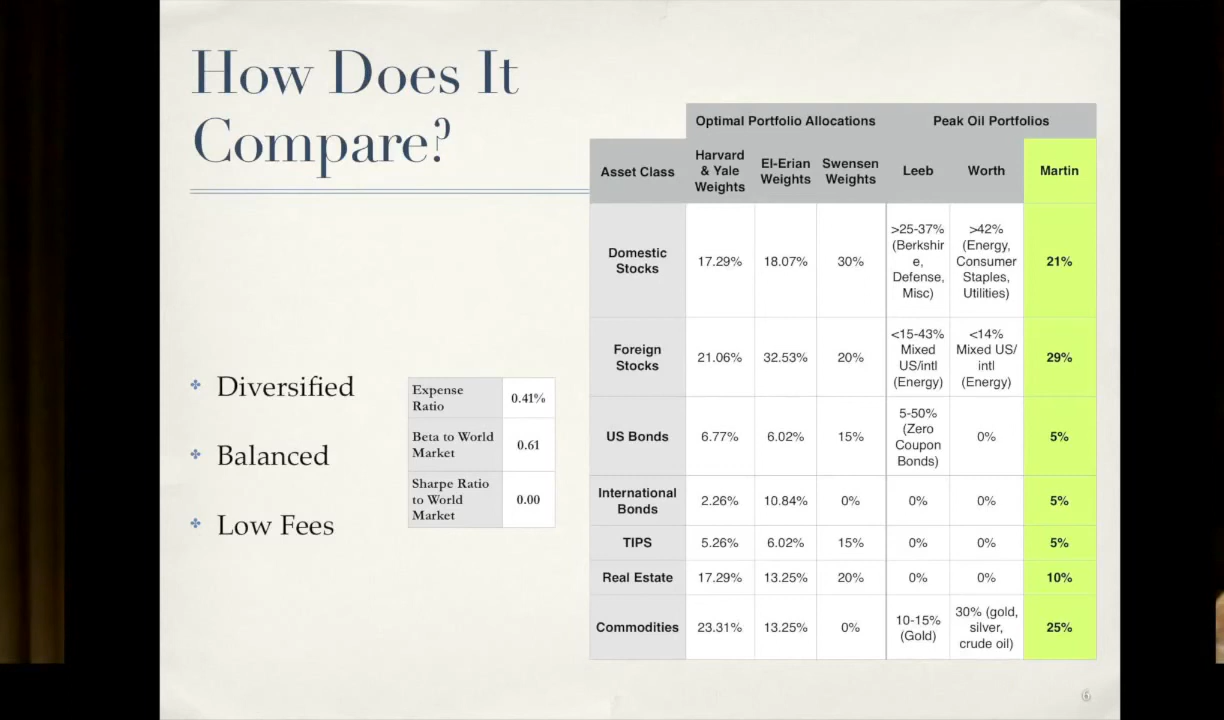 How Does It
Compare?
Diversified
Balanced
Low Fees
Expense
Ratio
0.41%
Beta to World
Market
0.61
Sharpe Ratio
to World
Market
0.00
Optimal Portfolio Allocations
Peak Oil Portfolios
Asset Class
Harvard
& Yale
Weights
El-Erian
Weights
Swensen
Weights
Leeb
Worth
Martin
Domestic
Stocks
17.29%
18.07%
30%
>25-37%
(Berkshir
e,
Defense,
Misc)
>42%
(Energy,
Consumer
Staples,
Utilities)
21%
Foreign
Stocks
21.06%
32.53%
20%
<15-43%
Mixed
US/intl
(Energy)
<14%
Mixed US/
intl
(Energy)
29%
US Bonds
6.77%
6.02%
15%
5-50%
(Zero
Coupon
Bonds)
0%
5%
International
Bonds
2.26%
10.84%
0%
0%
0%
5%
TIPS
5.26%
6.02%
15%
0%
0%
5%
Real Estate
17.29%
13.25%
20%
0%
0%
10%
Commodities
23.31%
13.25%
0%
10-15%
(Gold)
30% (gold,
silver,
crude oil)
25%
6